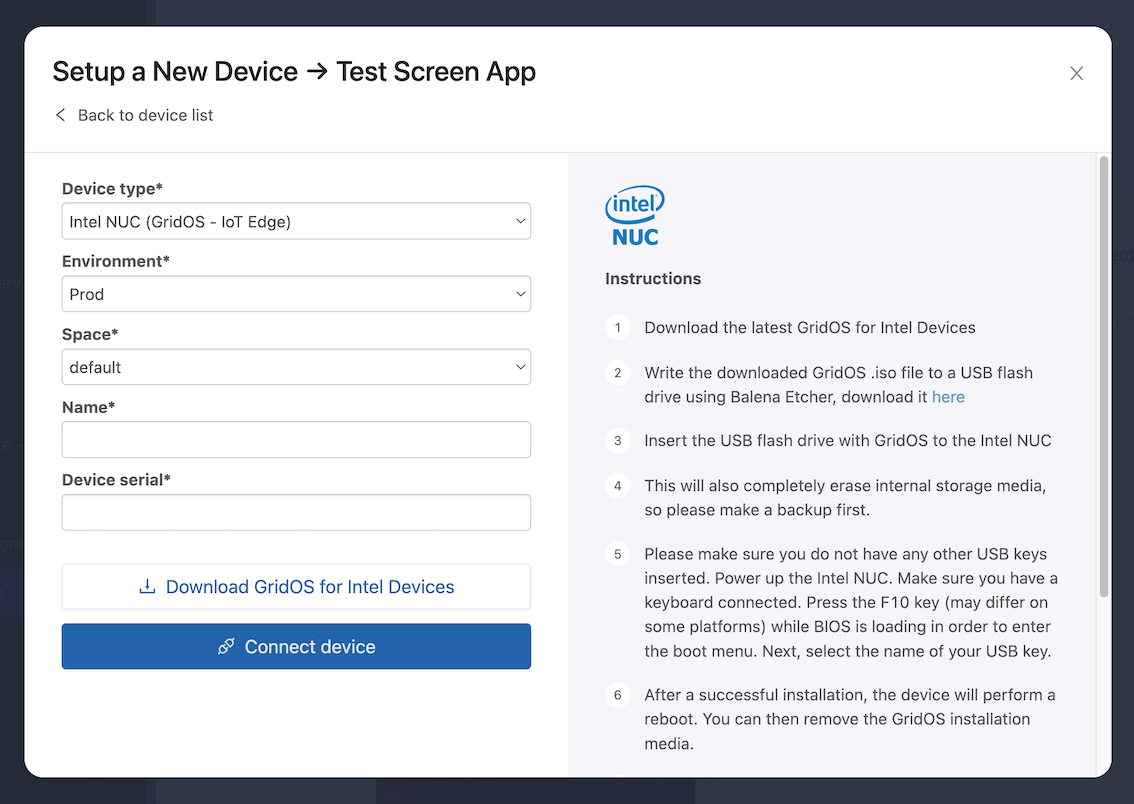 Setup a New Device → Test Screen App
Back to device list
Device type*
Intel NUC (GridOS - IoT Edge)
Environment*
Prod
Space*
default
Name*
Device serial*
Download GridOS for Intel Devices
Connect device
intel
NUC
Instructions
1 Download the latest GridOS for Intel Devices
2 Write the downloaded GridOS .iso file to a USB flash
drive using Balena Etcher, download it here
3 Insert the USB flash drive with GridOS to the Intel NUC
4 This will also completely erase internal storage media,
so please make a backup first.
5 Please make sure you do not have any other USB keys
inserted. Power up the Intel NUC. Make sure you have a
keyboard connected. Press the F10 key (may differ on
some platforms) while BIOS is loading in order to enter
the boot menu. Next, select the name of your USB key.
6 After a successful installation, the device will perform a
reboot. You can then remove the GridOS installation
media.